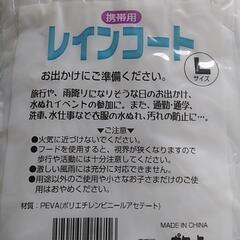 携帯用
レインコート
Lサイズ
お出かけにご準備ください。
旅行や、雨降りになりそうな日のお出かけ、
水ぬれイベントの参加に。また、通勤・通学、
洗車、水仕事など衣服の水ぬれ、汚れの防止に…
▼ご注意▼
●火気に近づけないでください。
●フードを使用すると、視界が狭くなりますので
歩行や活動には十分注意してください。
●激しい風雨には充分に対応できません。
●用途以外のご使用や小さなお子さまだけのご使
用はおやめください。
材質：PEVA(ポリエチレンビニールアセテート)
MADE IN CHINA